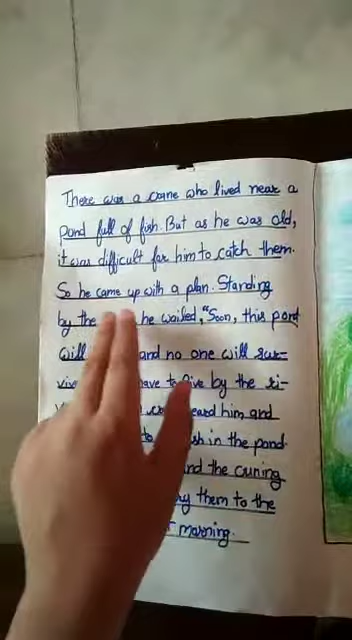 There was a crane who lived near a
pond full of fish. But as he was old,
it was difficult for him to catch them.
So he came up with a plan. Standing
by the he wailed, "Soon, this pond
will and no one will sur-
vive have to live by the ri-
heard him and
in the pond
and the cuning
them to the
morning.